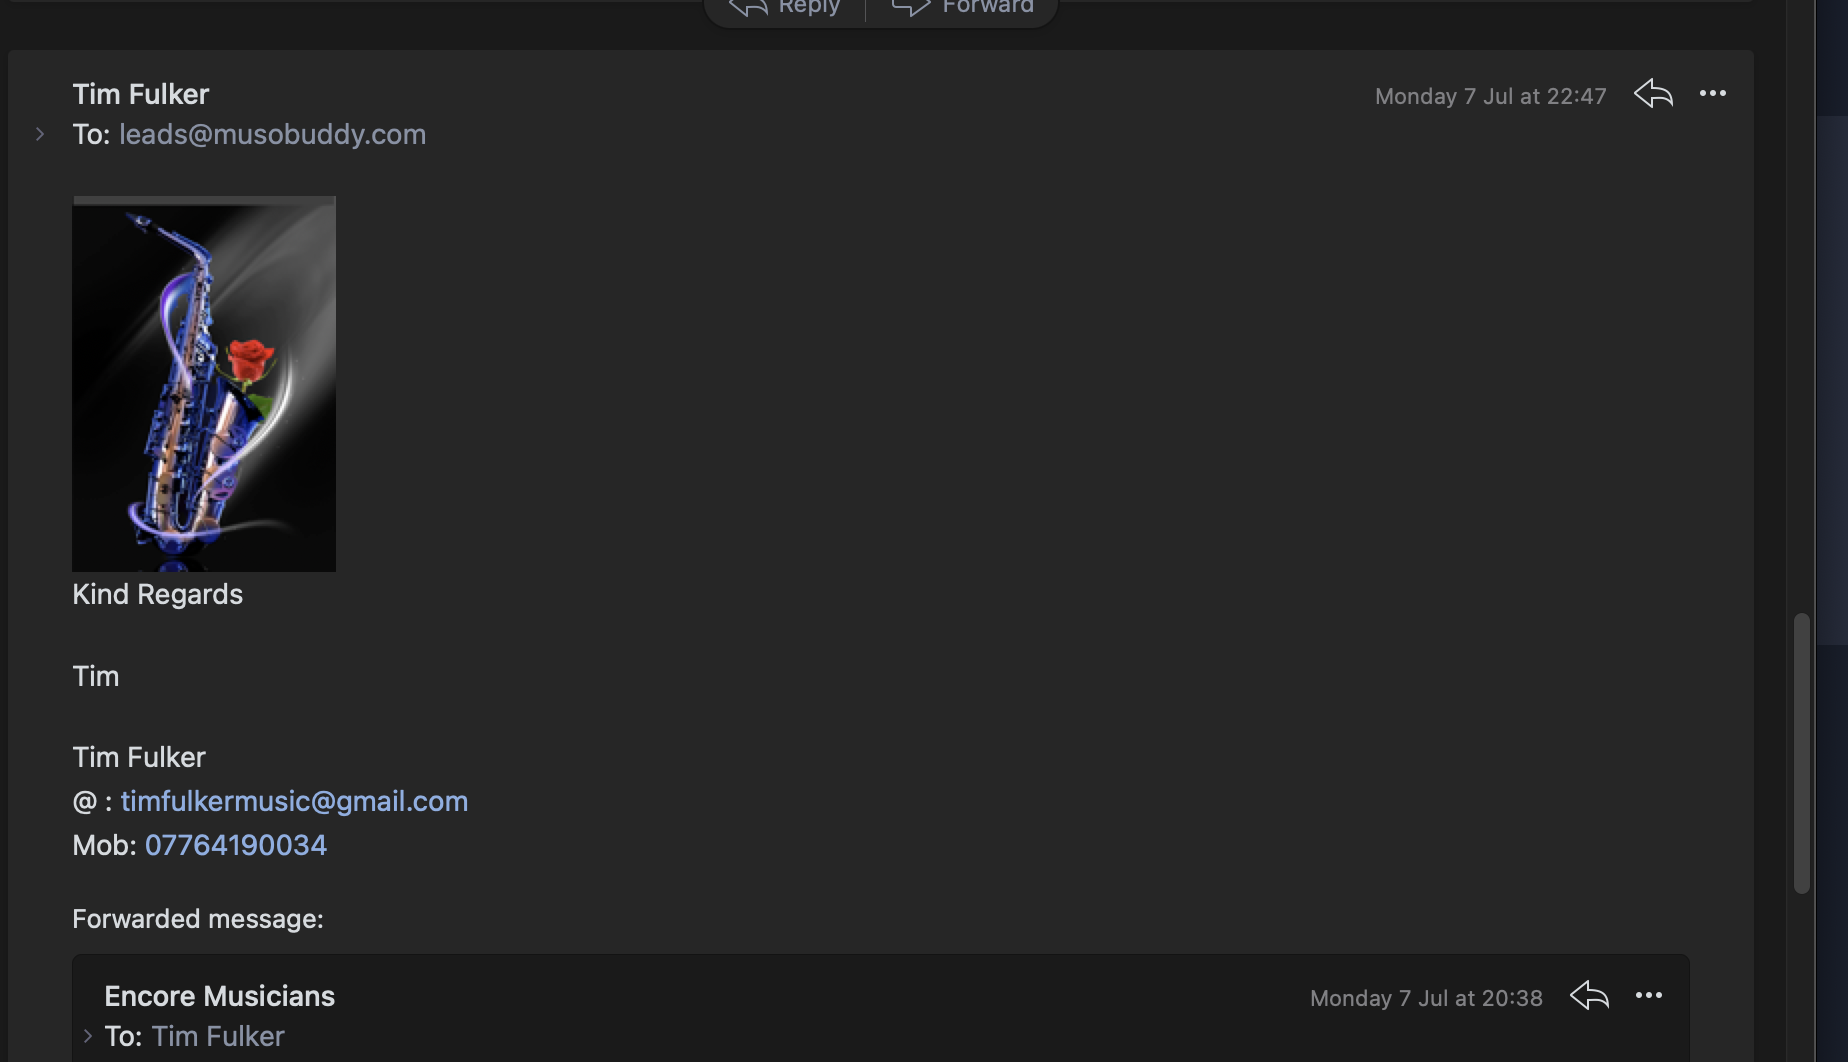 Reply
Forward
Tim Fulker
Monday 7 Jul at 22:47
To: leads@musobuddy.com
Kind Regards
Tim
Tim Fulker
@ : timfulkermusic@gmail.com
Mob: 07764190034
Forwarded message:
Encore Musicians
Monday 7 Jul at 20:38
To: Tim Fulker